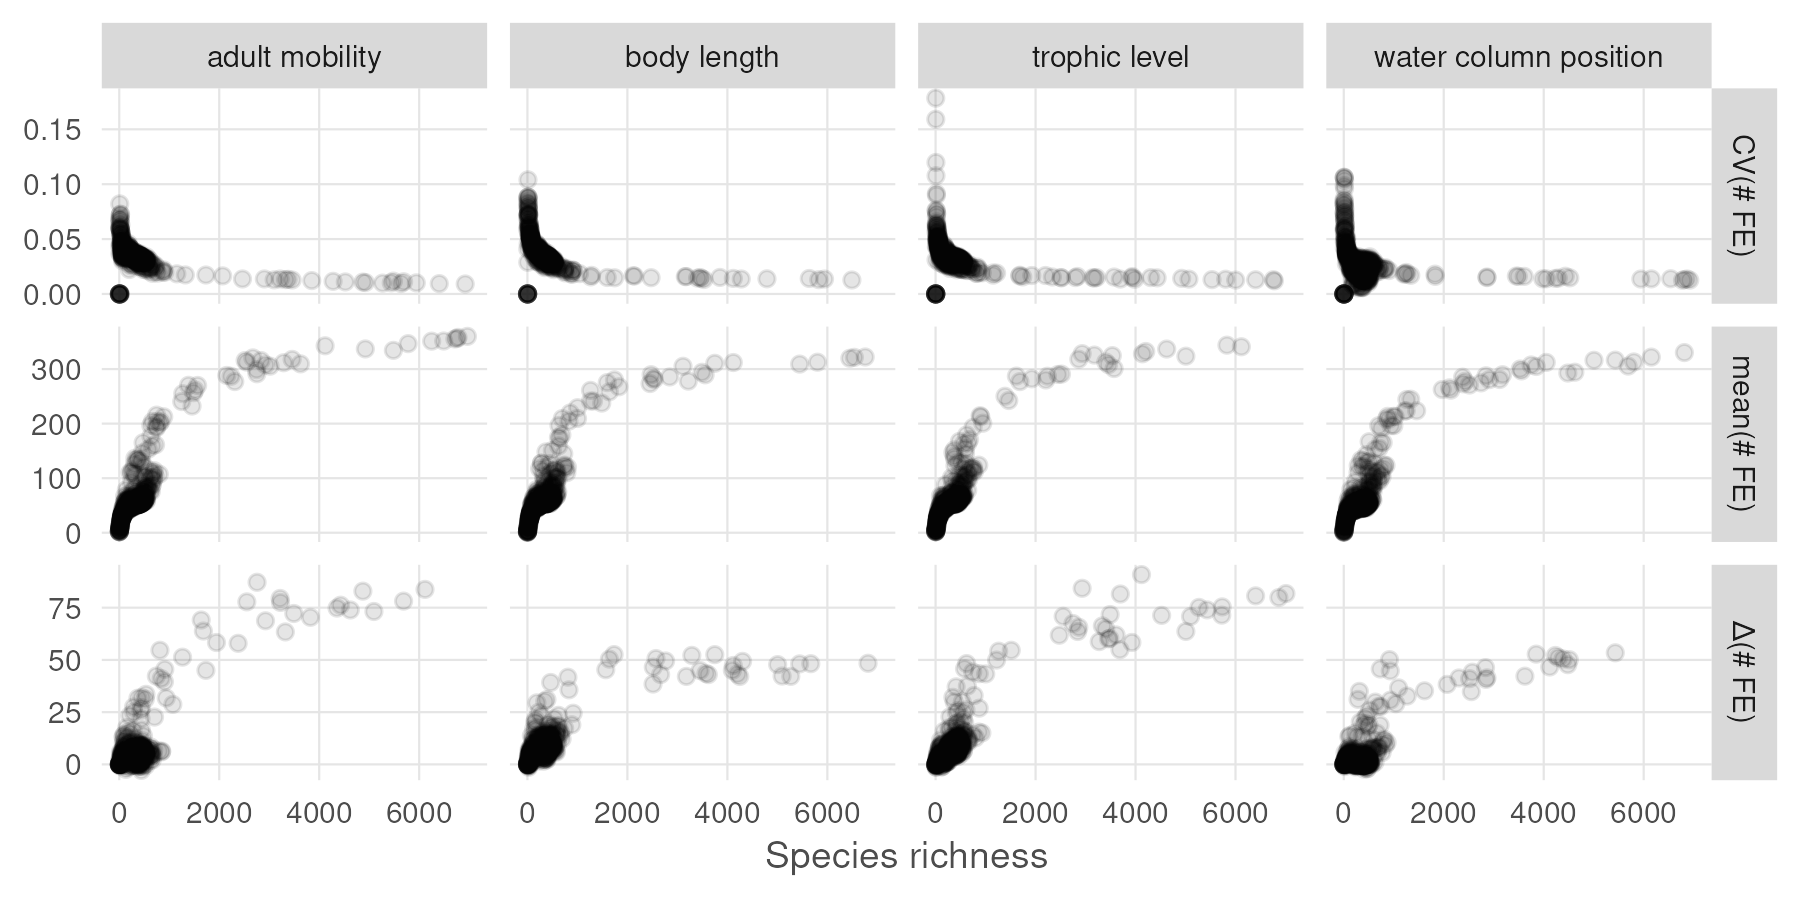 adult mobility body length trophic level water column position
0.15
0.10
0.05
0.00
CV(# FE)
300
200
100
0
mean(# FE)
75
50
25
0
Δ(# FE)
0 2000 4000 6000 0 2000 4000 6000 0 2000 4000 6000 0 2000 4000 6000
Species richness